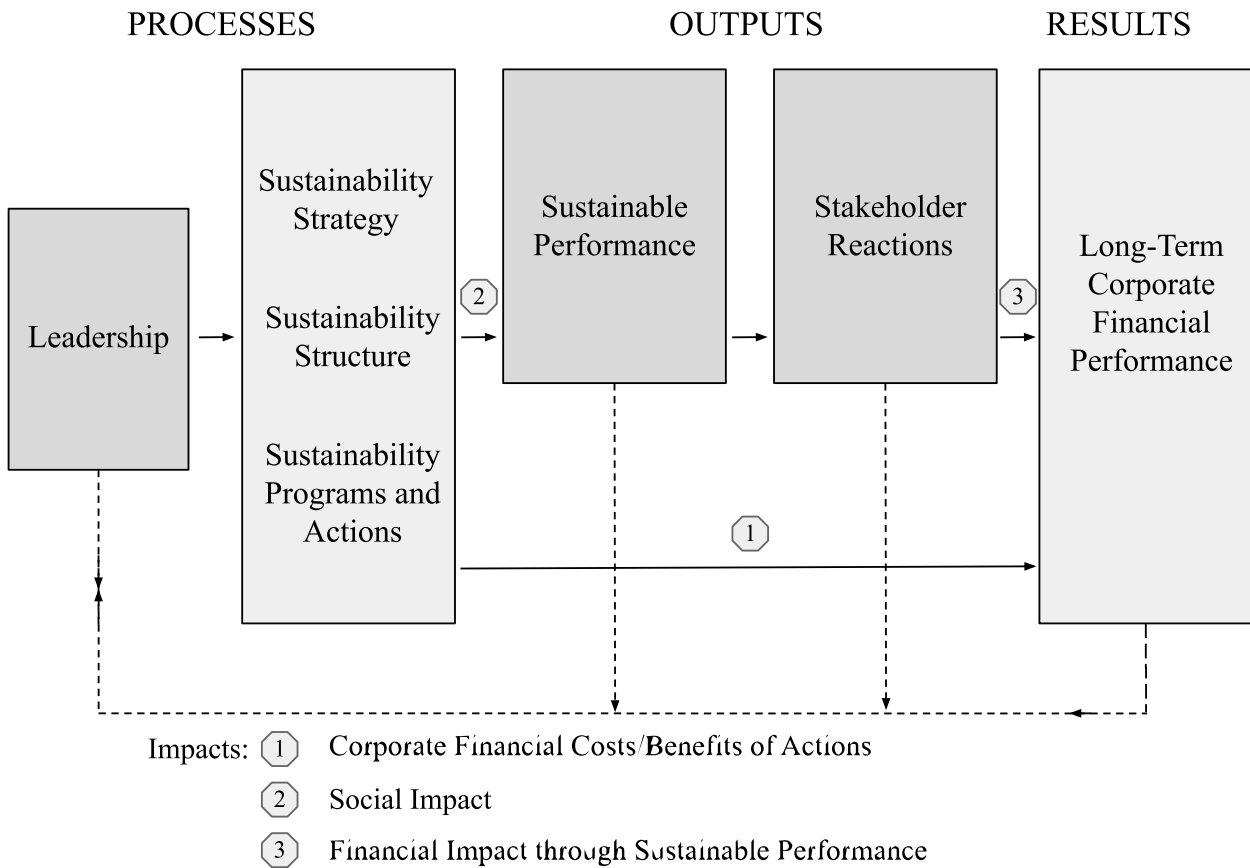 PROCESSES
OUTPUTS
RESULTS
Leadership
Sustainability
Strategy
Sustainability
Structure
Sustainability
Programs and
Actions
2
Sustainable
Performance
Stakeholder
Reactions
3
Long-Term
Corporate
Financial
Performance
1
Impacts: 1 Corporate Financial Costs/Benefits of Actions
2 Social Impact
3 Financial Impact through Sustainable Performance